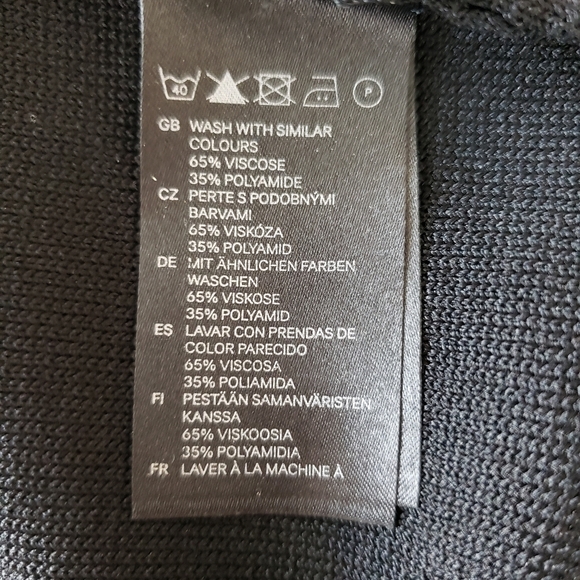 40 P
GB WASH WITH SIMILAR
COLOURS
65% VISCOSE
35% POLYAMIDE
CZ PERTE S PODOBNÝMI
BARVAMI
65% VISKÓZA
35% POLYAMID
DE MIT ÄHNLICHEN FARBEN
WASCHEN
65% VISKOSE
35% POLYAMID
ES LAVAR CON PRENDAS DE
COLOR PARECIDO
65% VISCOSA
35% POLIAMIDA
FI PESTÄÄN SAMANVÄRISTEN
KANSSA
65% VISKOOSIA
35% POLYAMIDIA
FR LAVER À LA MACHINE À